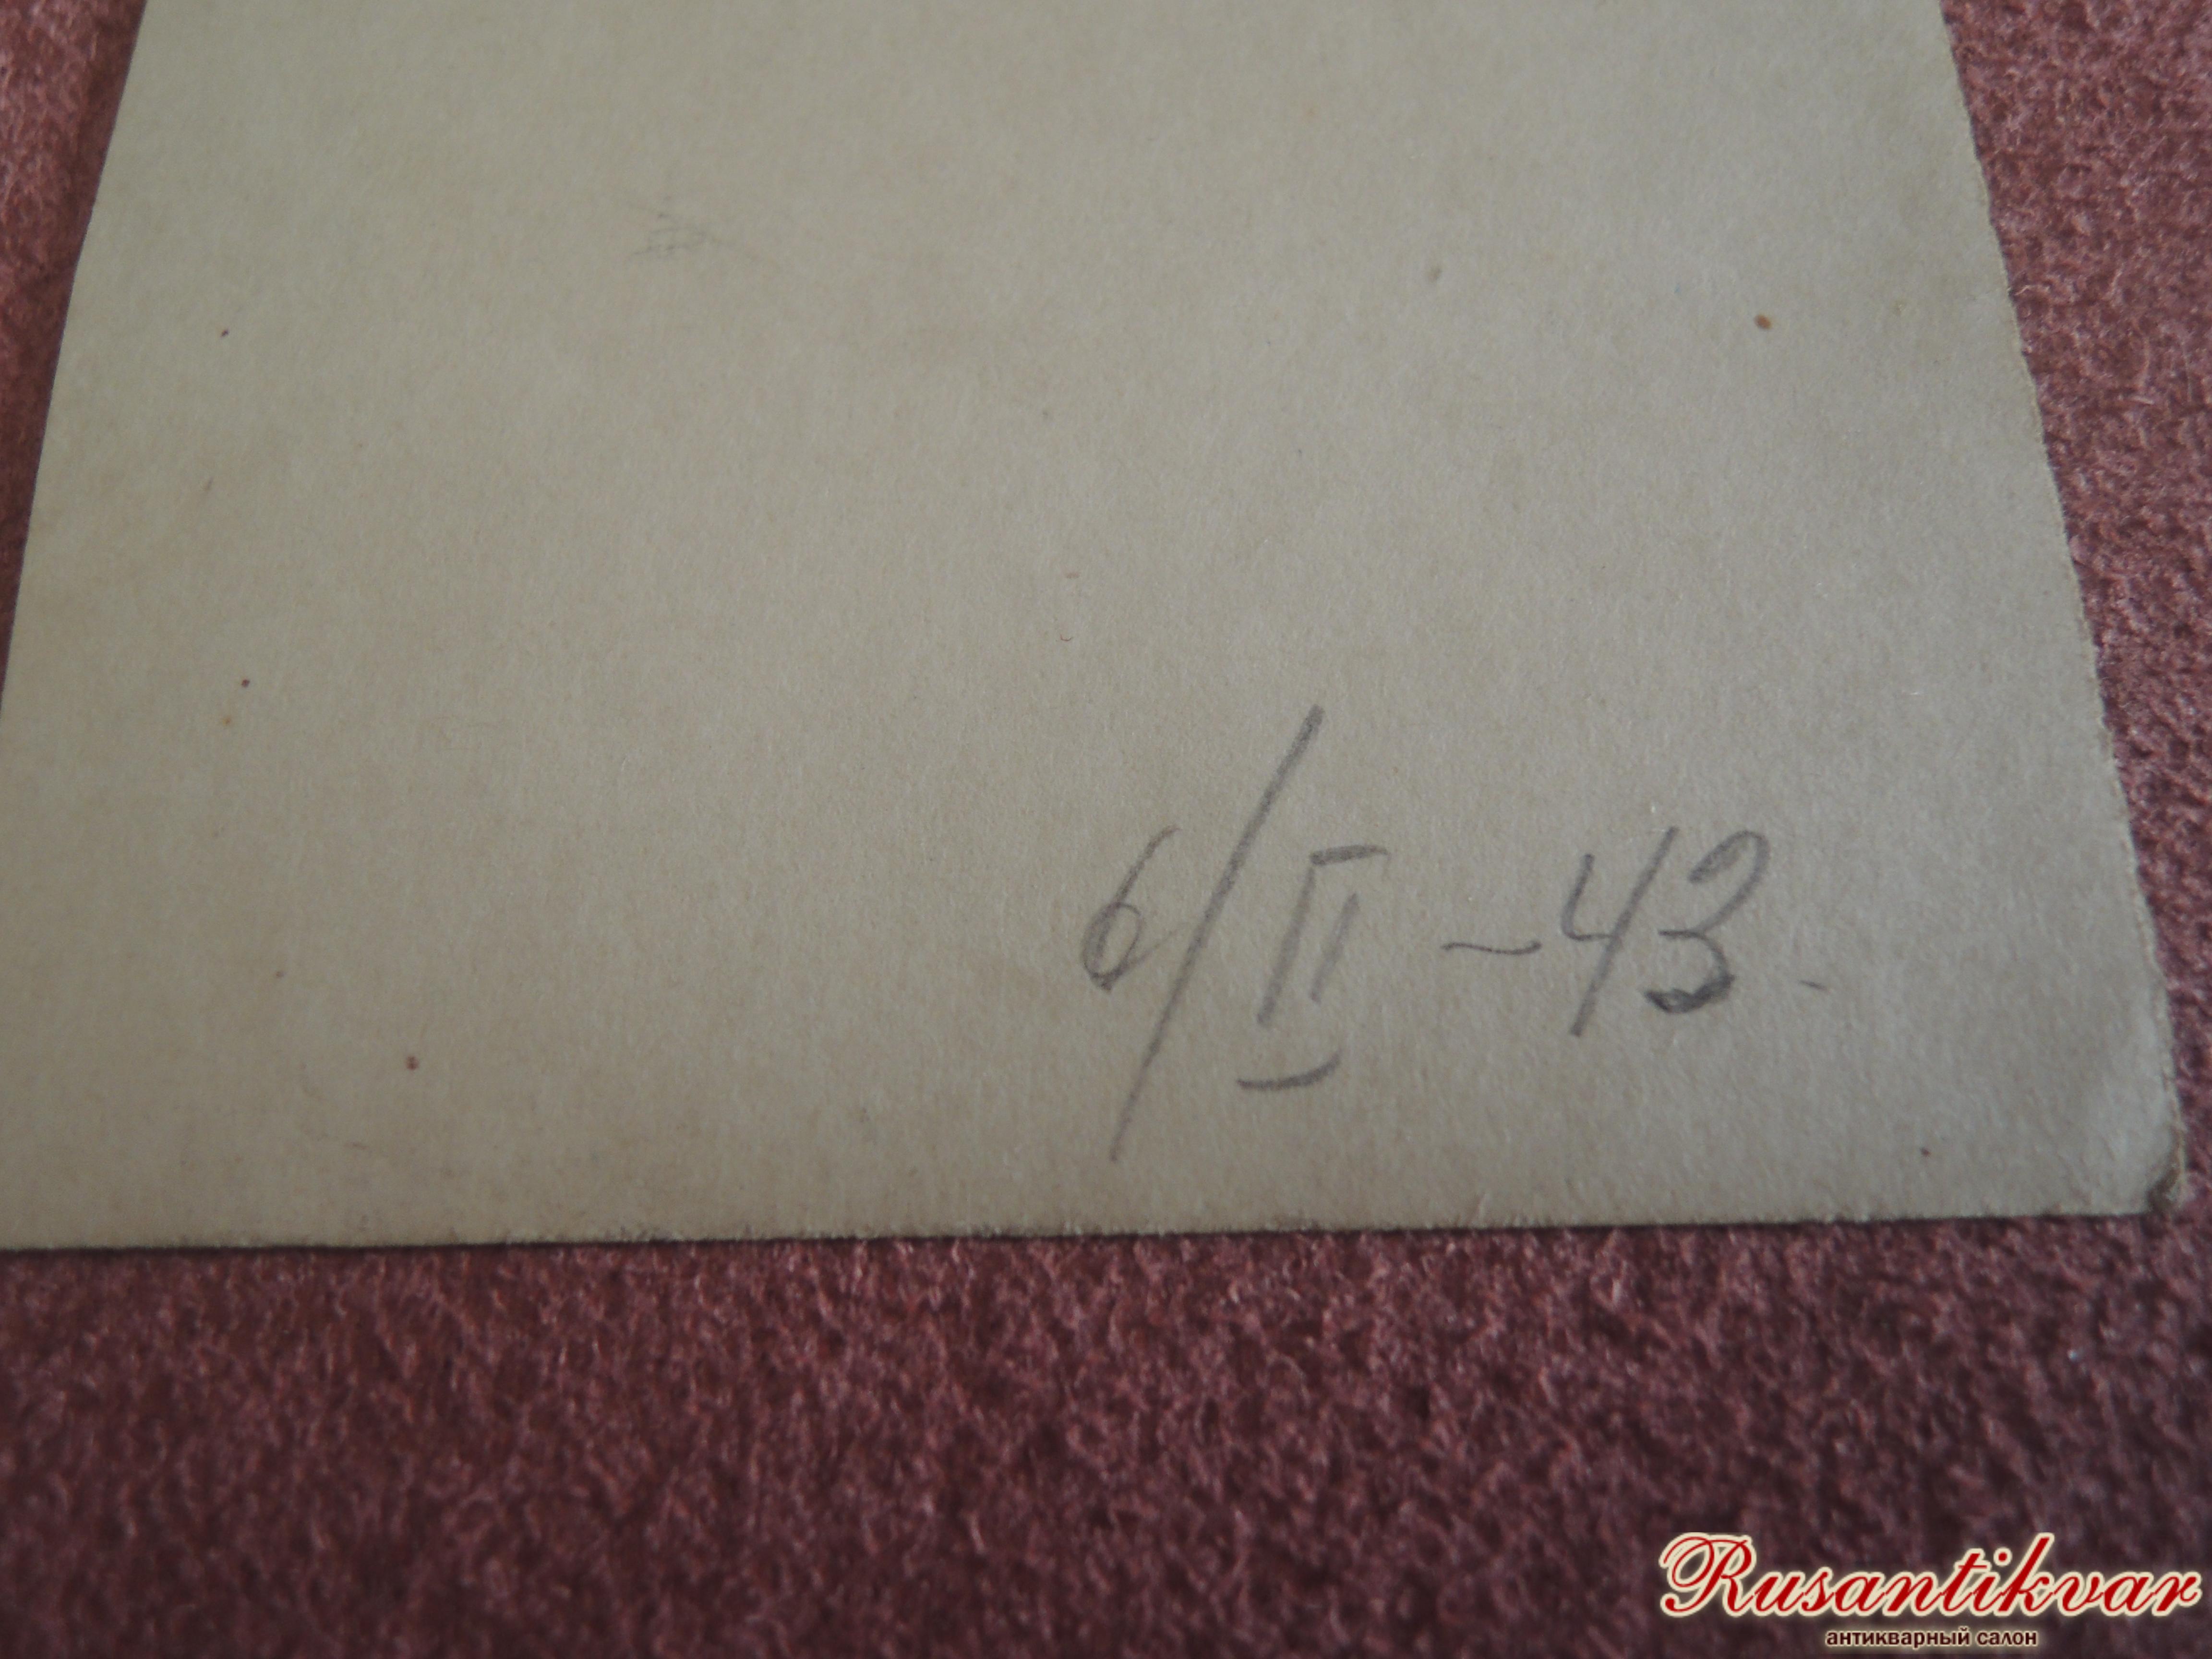 6/II - 43.
Rusantikvar
антикварный салон